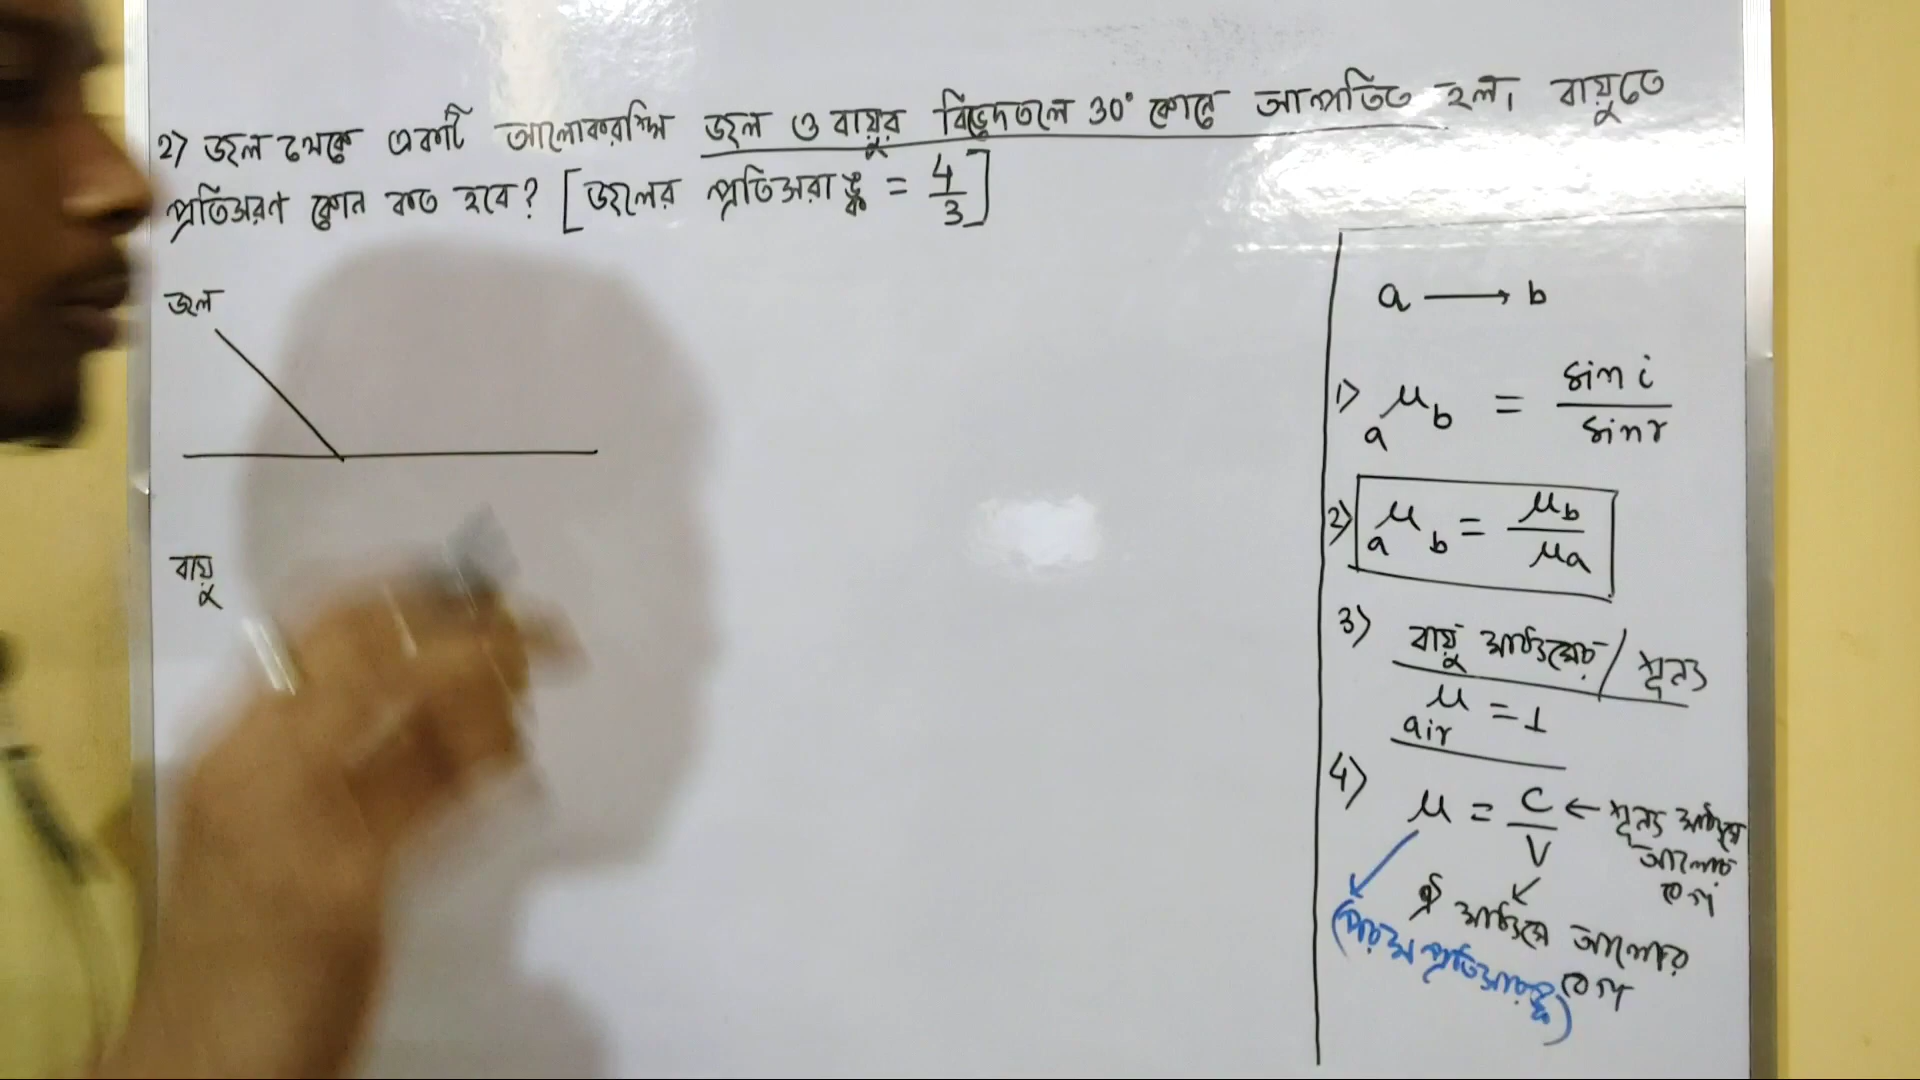 2) জল থেকে একটি আলোকরশ্মি জল ও বায়ুর বিভেদতলে 30° কোণে আপতিত হল। বায়ুতে
প্রতিসরণ কোন কত হবে? [জলের প্রতিসরাঙ্ক = 4/3]
জল
বায়ু
a → b
1) aμb = sin i / sin r
2) aμb = μb / μa
3) বায়ু মাধ্যমে / শূন্য
μair = 1
4) μ = C / V ← শূন্য মাধ্যমে
আলোর
বেগ
ঐ মাধ্যমে আলোর
বেগ
(পরম প্রতিসরাঙ্ক)